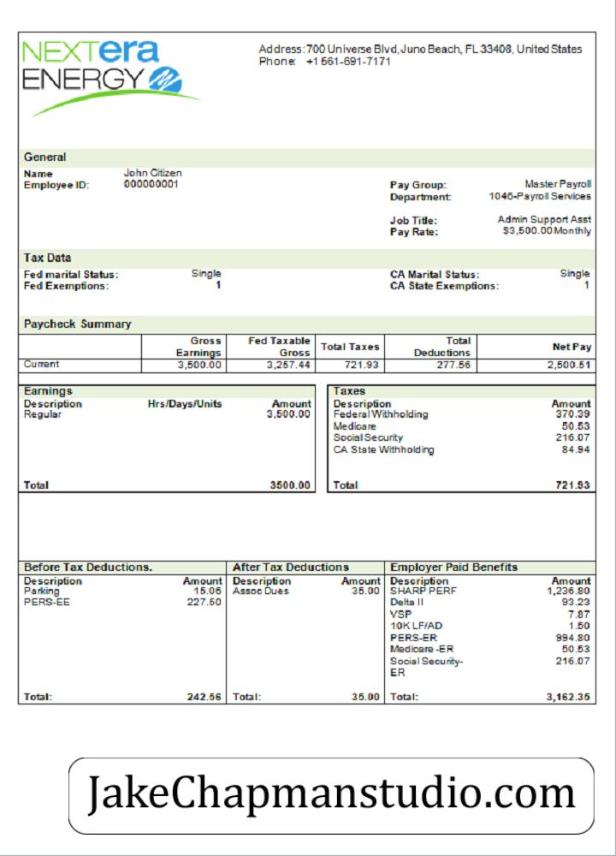 NEXTera
ENERGY
Address:700 Universe Blvd,Juno Beach, FL 33408, United States
Phone: +1 561-691-7171
General
Name John Citizen
Employee ID: 000000001
Pay Group: Master Payroll
Department: 1046-Payroll Services
Job Title: Admin Support Asst
Pay Rate: $3,500.00 Monthly
Tax Data
Fed marital Status: Single CA Marital Status: Single
Fed Exemptions: 1 CA State Exemptions: 1
Paycheck Summary
Gross Earnings Fed Taxable Gross Total Taxes Total Deductions Net Pay
Current 3,500.00 3,257.44 721.93 277.56 2,500.51
Earnings
Description Hrs/Days/Units Amount
Regular 3,500.00
Total 3500.00
Taxes
Description Amount
Federal Withholding 370.39
Medicare 50.53
Social Security 216.07
CA State Withholding 84.94
Total 721.93
Before Tax Deductions.
Description Amount
Parking 15.06
PERS-EE 227.50
Total: 242.56
After Tax Deductions
Description Amount
Assoc Dues 35.00
Total: 35.00
Employer Paid Benefits
Description Amount
SHARP PERF 1,236.80
Delta II 93.23
VSP 7.87
10K LF/AD 1.50
PERS-ER 994.80
Medicare -ER 50.53
Social Security- 216.07
ER
Total: 3,162.35
JakeChapmanstudio.com